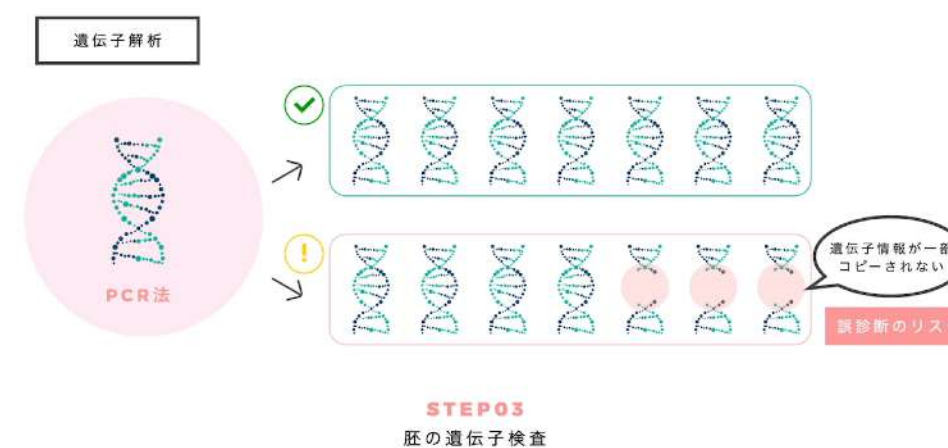 遺伝子解析
PCR法
遺伝子情報が一部
コピーされない
誤診断のリス
STEP03
胚の遺伝子検査